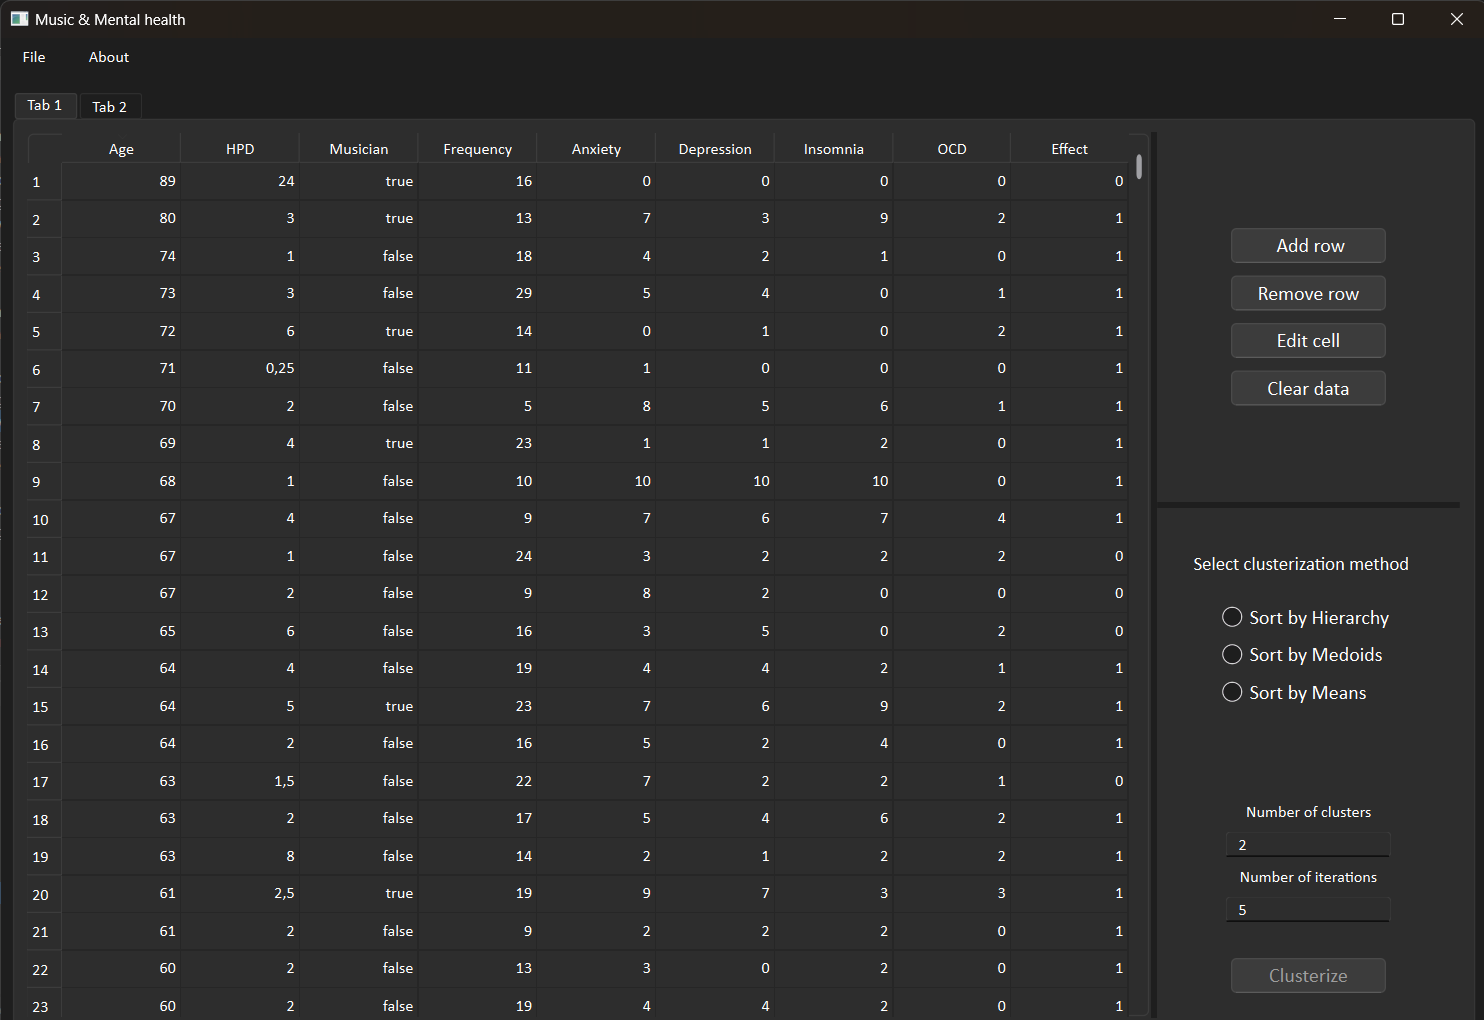 Music & Mental health
File About
Tab 1 Tab 2
Age HPD Musician Frequency Anxiety Depression Insomnia OCD Effect
1 89 24 true 16 0 0 0 0 0
2 80 3 true 13 7 3 9 2 1
3 74 1 false 18 4 2 1 0 1
4 73 3 false 29 5 4 0 1 1
5 72 6 true 14 0 1 0 2 1
6 71 0,25 false 11 1 0 0 0 1
7 70 2 false 5 8 5 6 1 1
8 69 4 true 23 1 1 2 0 1
9 68 1 false 10 10 10 10 0 1
10 67 4 false 9 7 6 7 4 1
11 67 1 false 24 3 2 2 2 0
12 67 2 false 9 8 2 0 0 0
13 65 6 false 16 3 5 0 2 0
14 64 4 false 19 4 4 2 1 1
15 64 5 true 23 7 6 9 2 1
16 64 2 false 16 5 2 4 0 1
17 63 1,5 false 22 7 2 2 1 0
18 63 2 false 17 5 4 6 2 1
19 63 8 false 14 2 1 2 2 1
20 61 2,5 true 19 9 7 3 3 1
21 61 2 false 9 2 2 2 0 1
22 60 2 false 13 3 0 2 0 1
23 60 2 false 19 4 4 2 0 1
Add row
Remove row
Edit cell
Clear data
Select clusterization method
Sort by Hierarchy
Sort by Medoids
Sort by Means
Number of clusters
2
Number of iterations
5
Clusterize